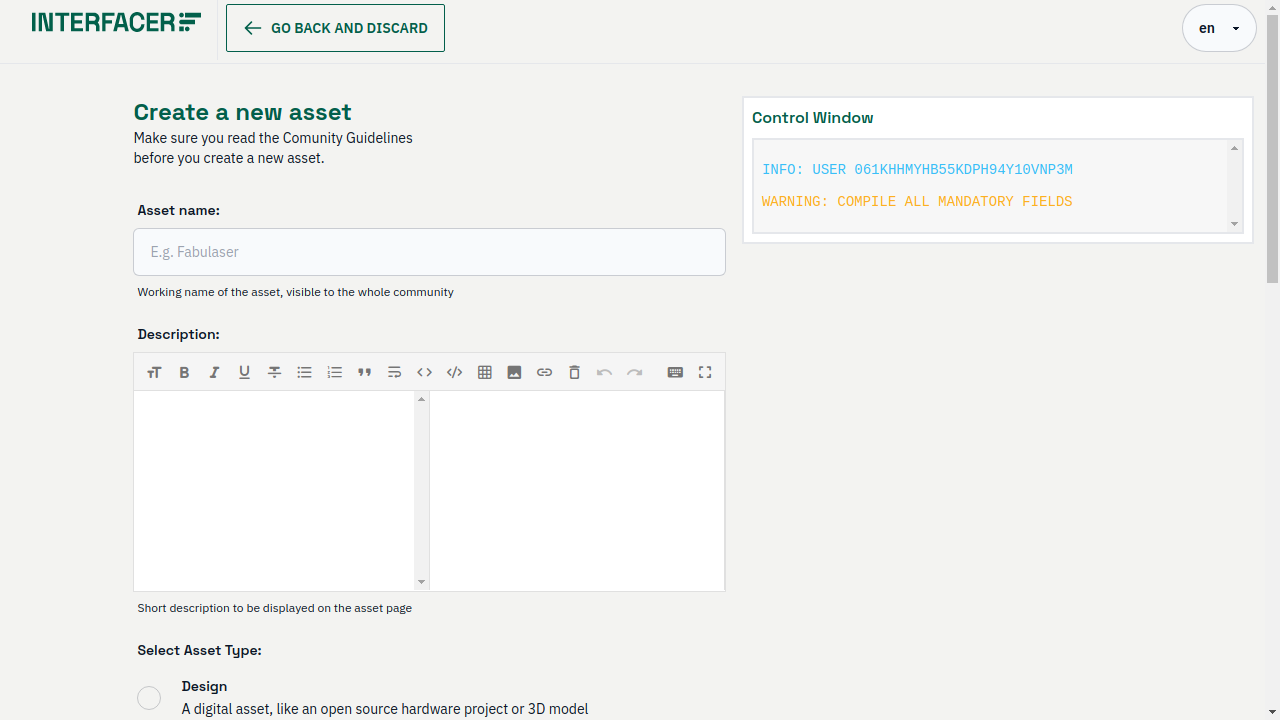 INTERFACER
GO BACK AND DISCARD
en
Create a new asset
Make sure you read the Comunity Guidelines
before you create a new asset.
Control Window
INFO: USER 061KHHMYHB55KDPH94Y10VNP3M
WARNING: COMPILE ALL MANDATORY FIELDS
Asset name:
E.g. Fabulaser
Working name of the asset, visible to the whole community
Description:
Short description to be displayed on the asset page
Select Asset Type:
Design
A digital asset, like an open source hardware project or 3D model